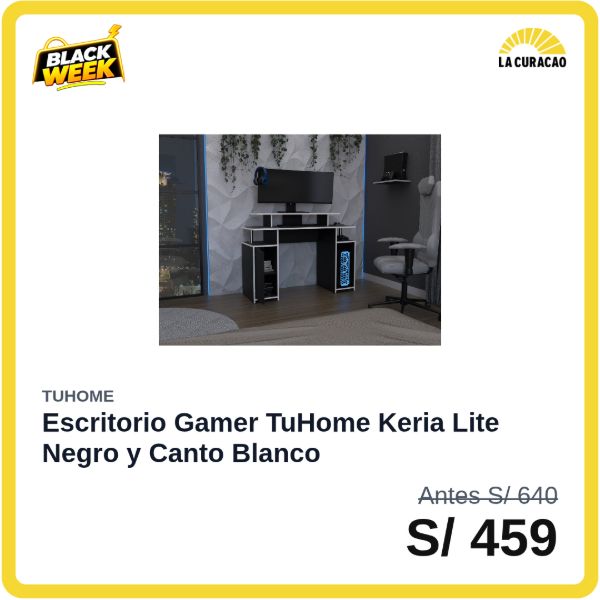 BLACK
WEEK
LA CURACAO
TUHOME
Escritorio Gamer TuHome Keria Lite
Negro y Canto Blanco
Antes S/ 640
S/ 459